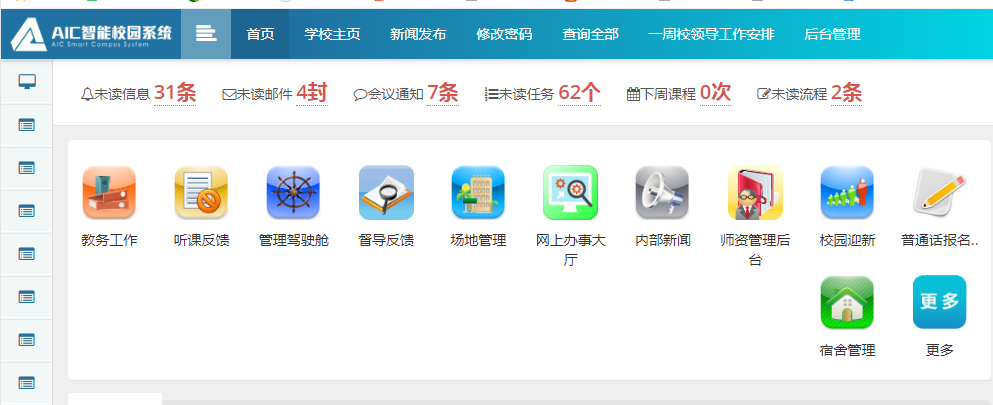 AIC智能校园系统
AIC Smart Campus System
首页 学校主页 新闻发布 修改密码 查询全部 一周校领导工作安排 后台管理
未读信息 31条 未读邮件 4封 会议通知 7条 未读任务 62个 下周课程 0次 未读流程 2条
教务工作 听课反馈 管理驾驶舱 督导反馈 场地管理 网上办事大厅 内部新闻 师资管理后台 校园迎新 普通话报名..
更多
宿舍管理 更多